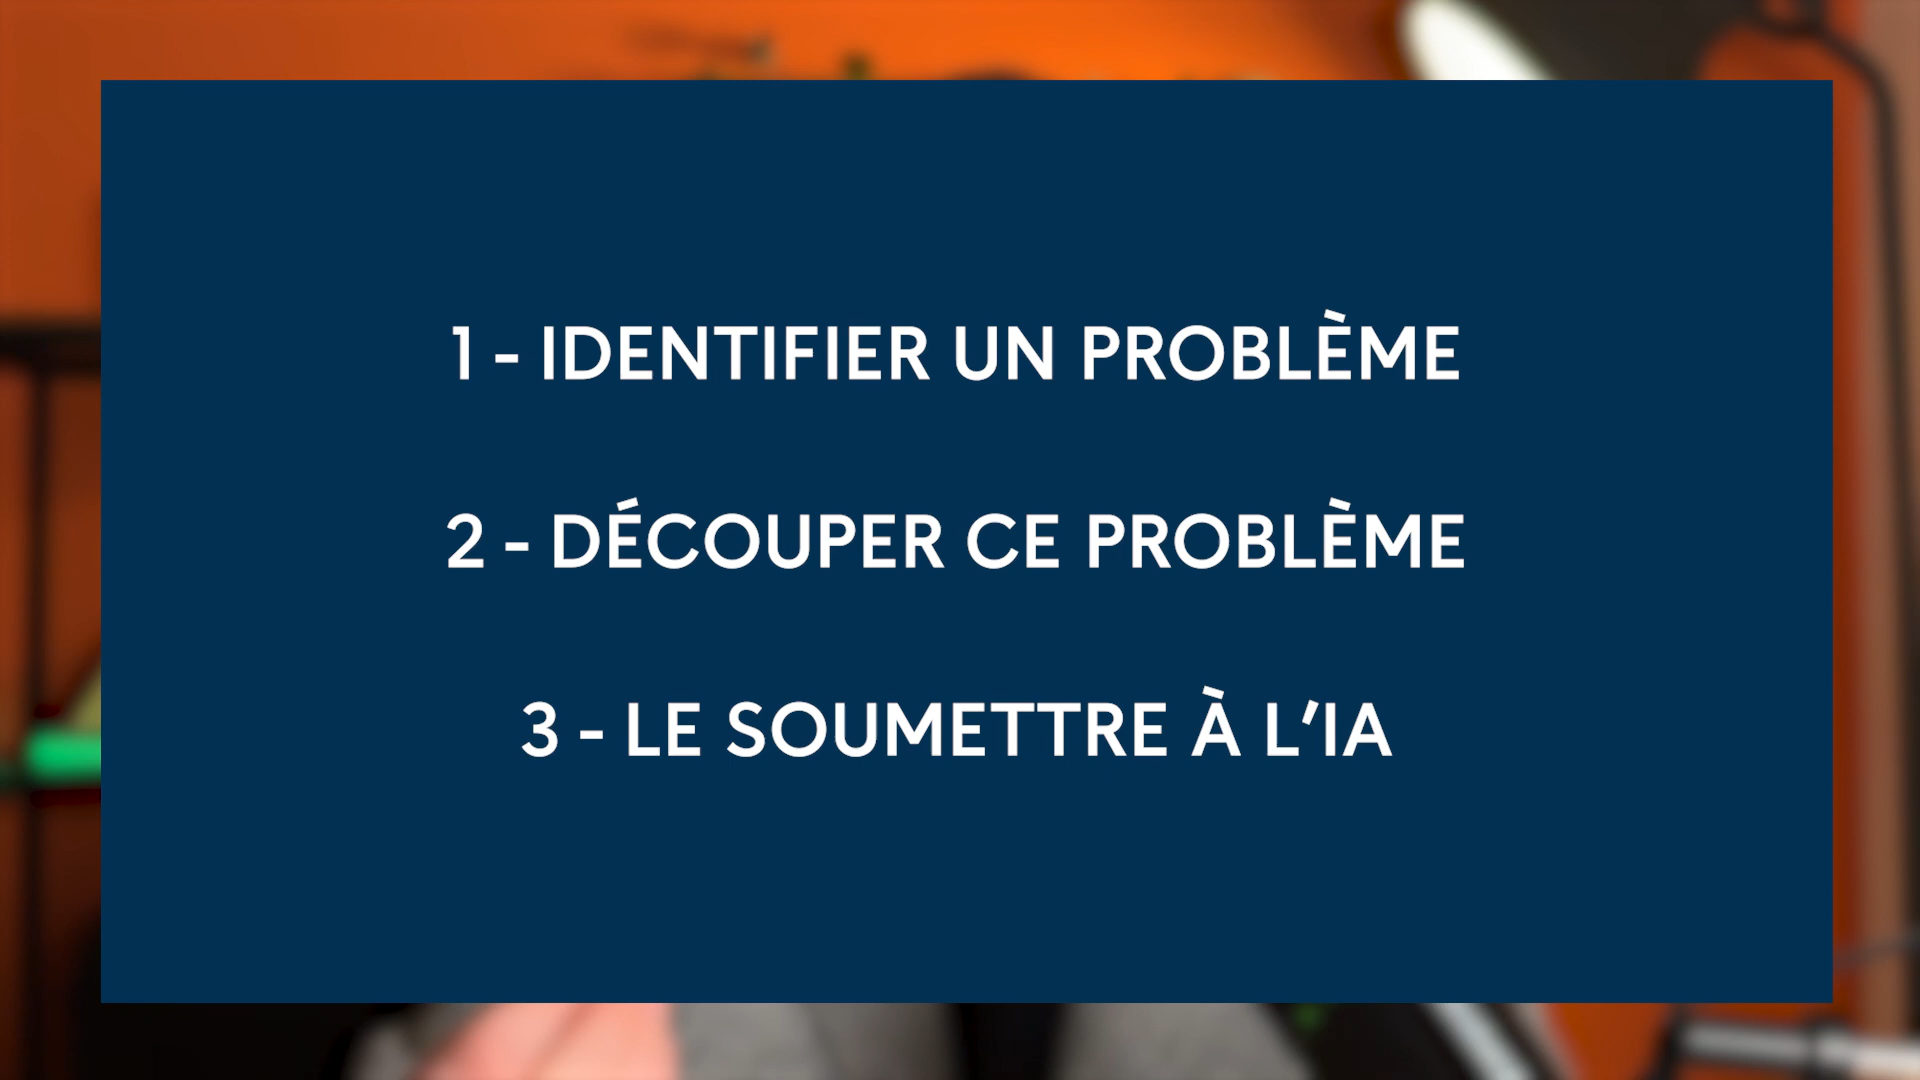 1 - IDENTIFIER UN PROBLÈME
2 - DÉCOUPER CE PROBLÈME
3 - LE SOUMETTRE À L’IA